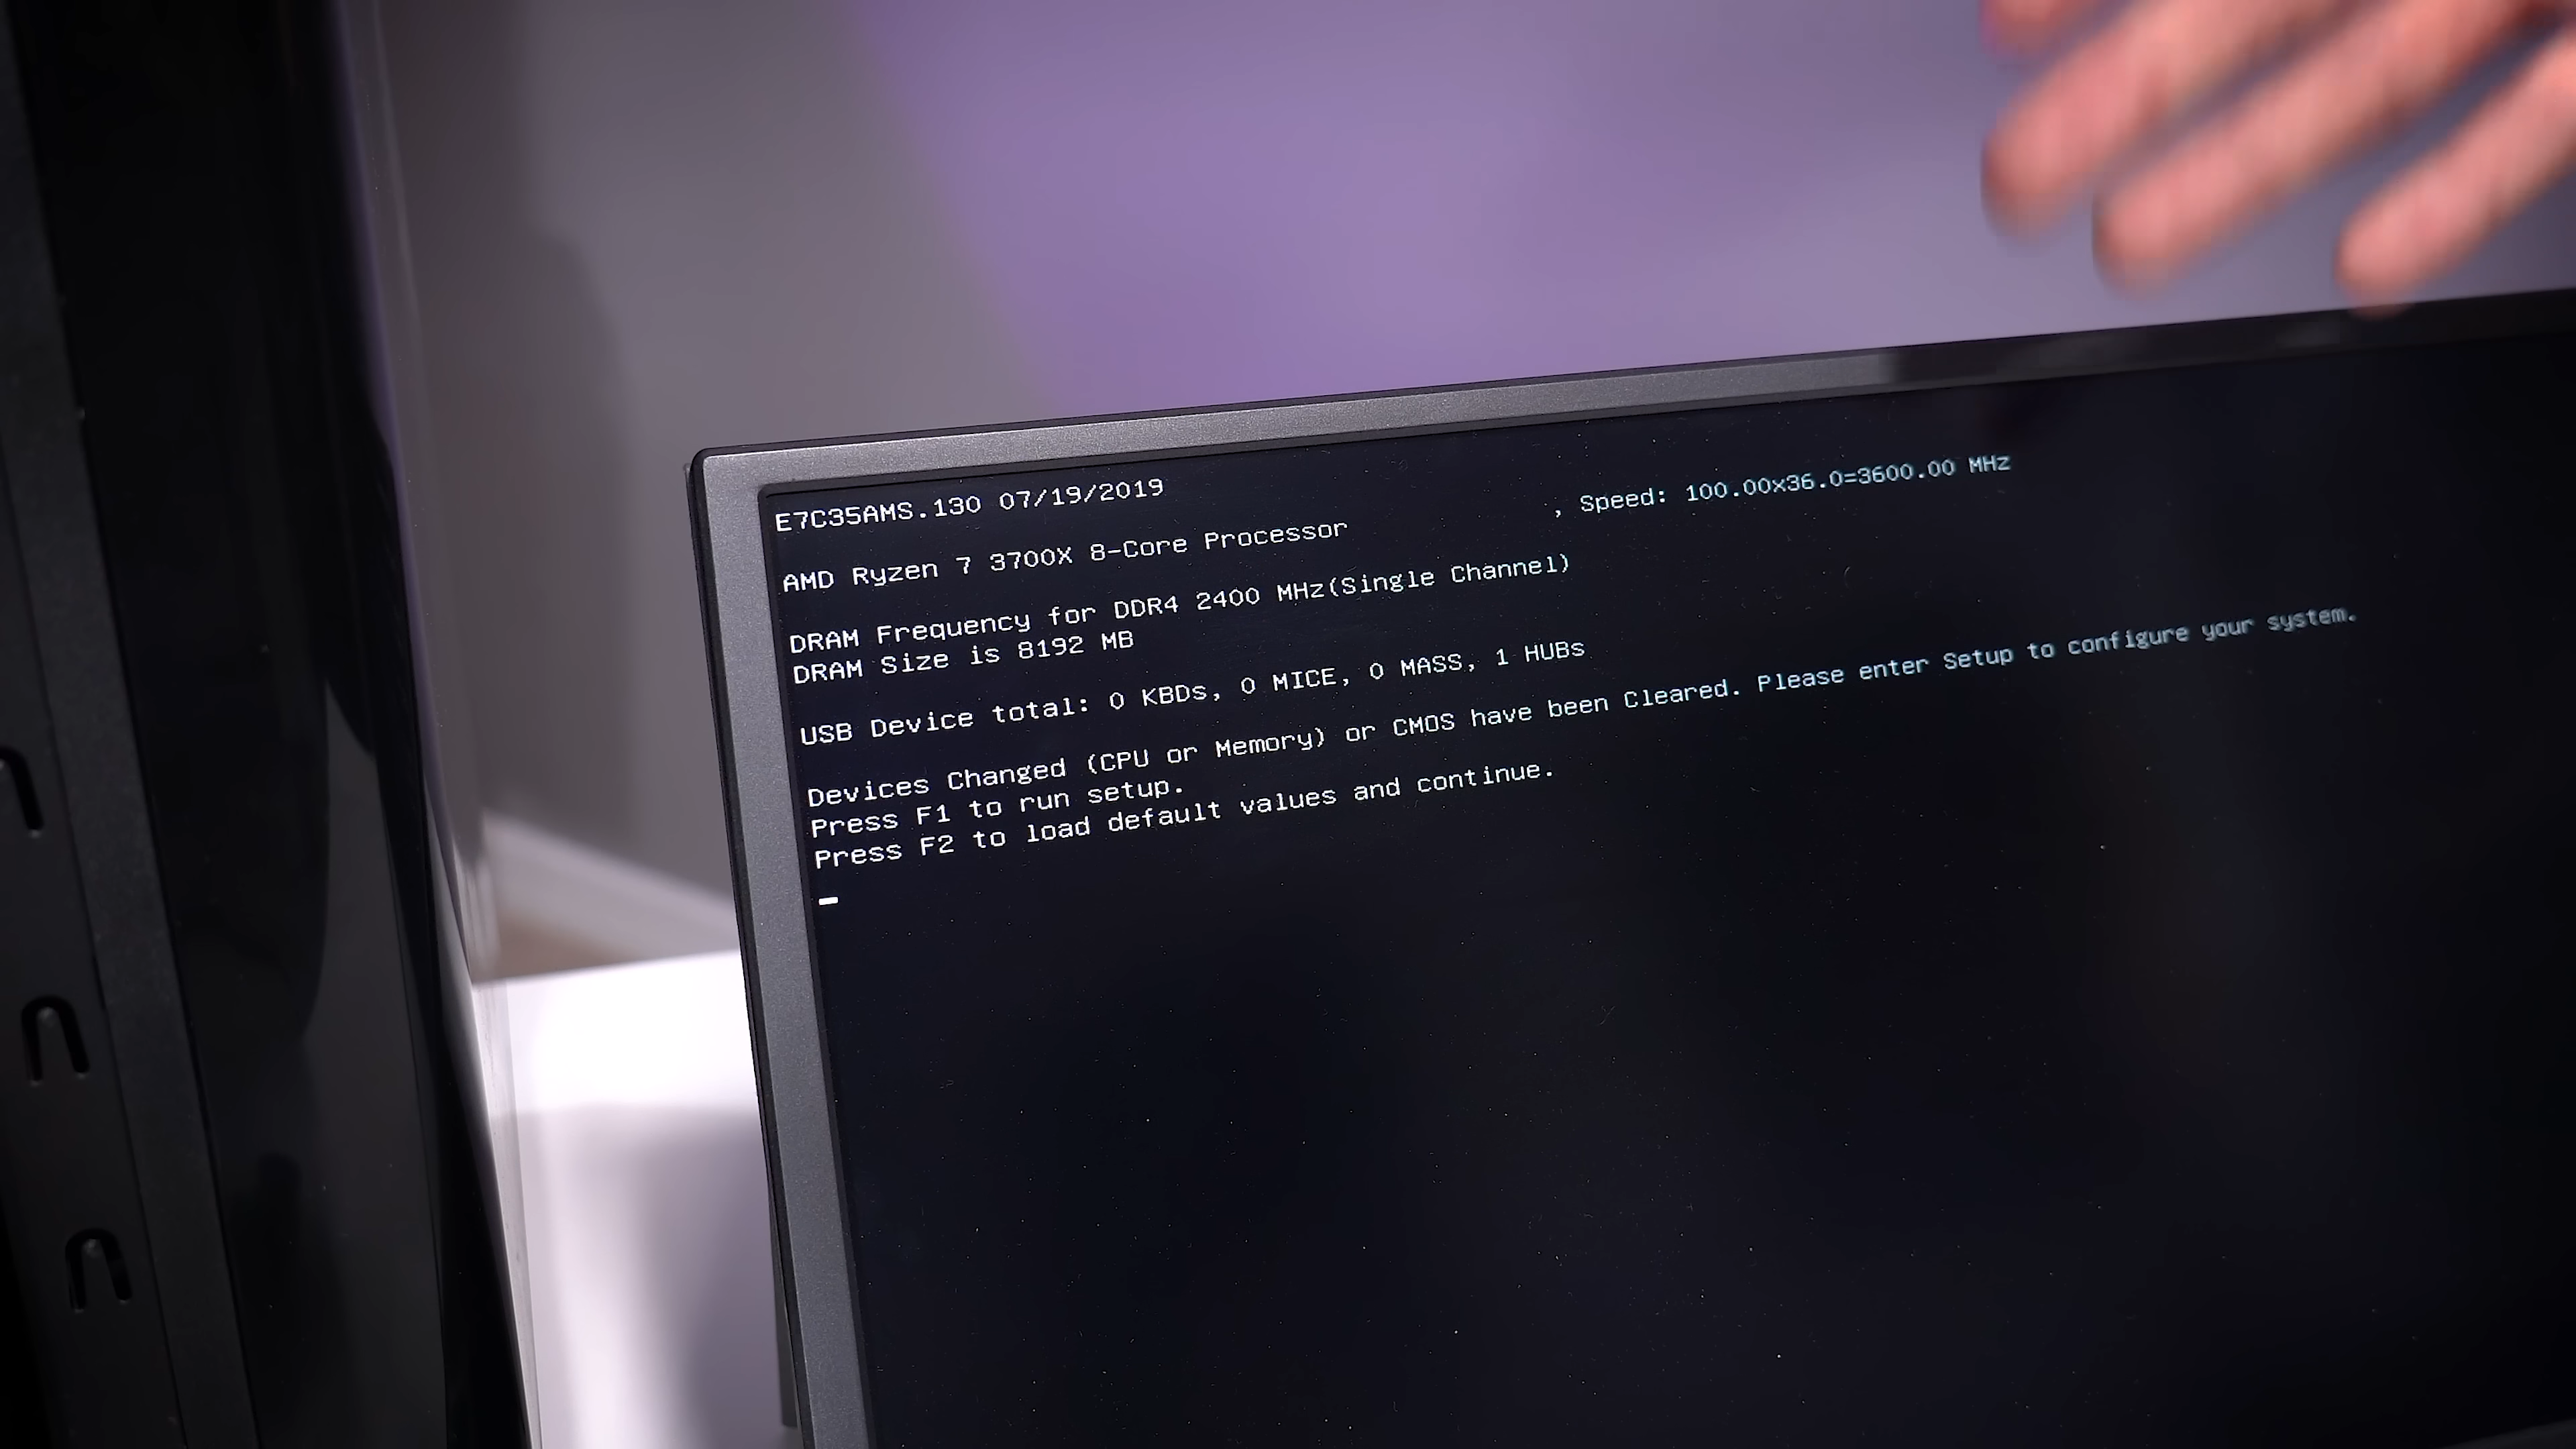 E7C35AMS.130 07/19/2019
AMD Ryzen 7 3700X 8-Core Processor , Speed: 100.00x36.0=3600.00 MHz
DRAM Frequency for DDR4 2400 MHz(Single Channel)
DRAM Size is 8192 MB
USB Device total: 0 KBDs, 0 MICE, 0 MASS, 1 HUBs
Devices Changed (CPU or Memory) or CMOS have been Cleared. Please enter Setup to configure your system.
Press F1 to run setup.
Press F2 to load default values and continue.